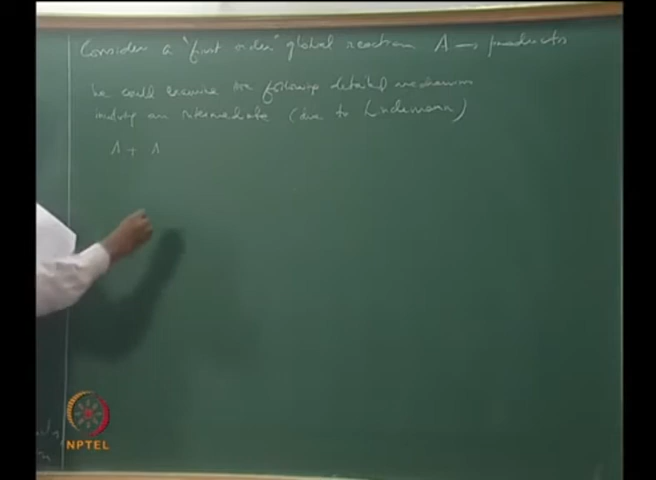 Consider a "first order" global reaction A → products
We could examine the following detailed mechanism
involving an intermediate (due to Lindemann)
A + A
NPTEL